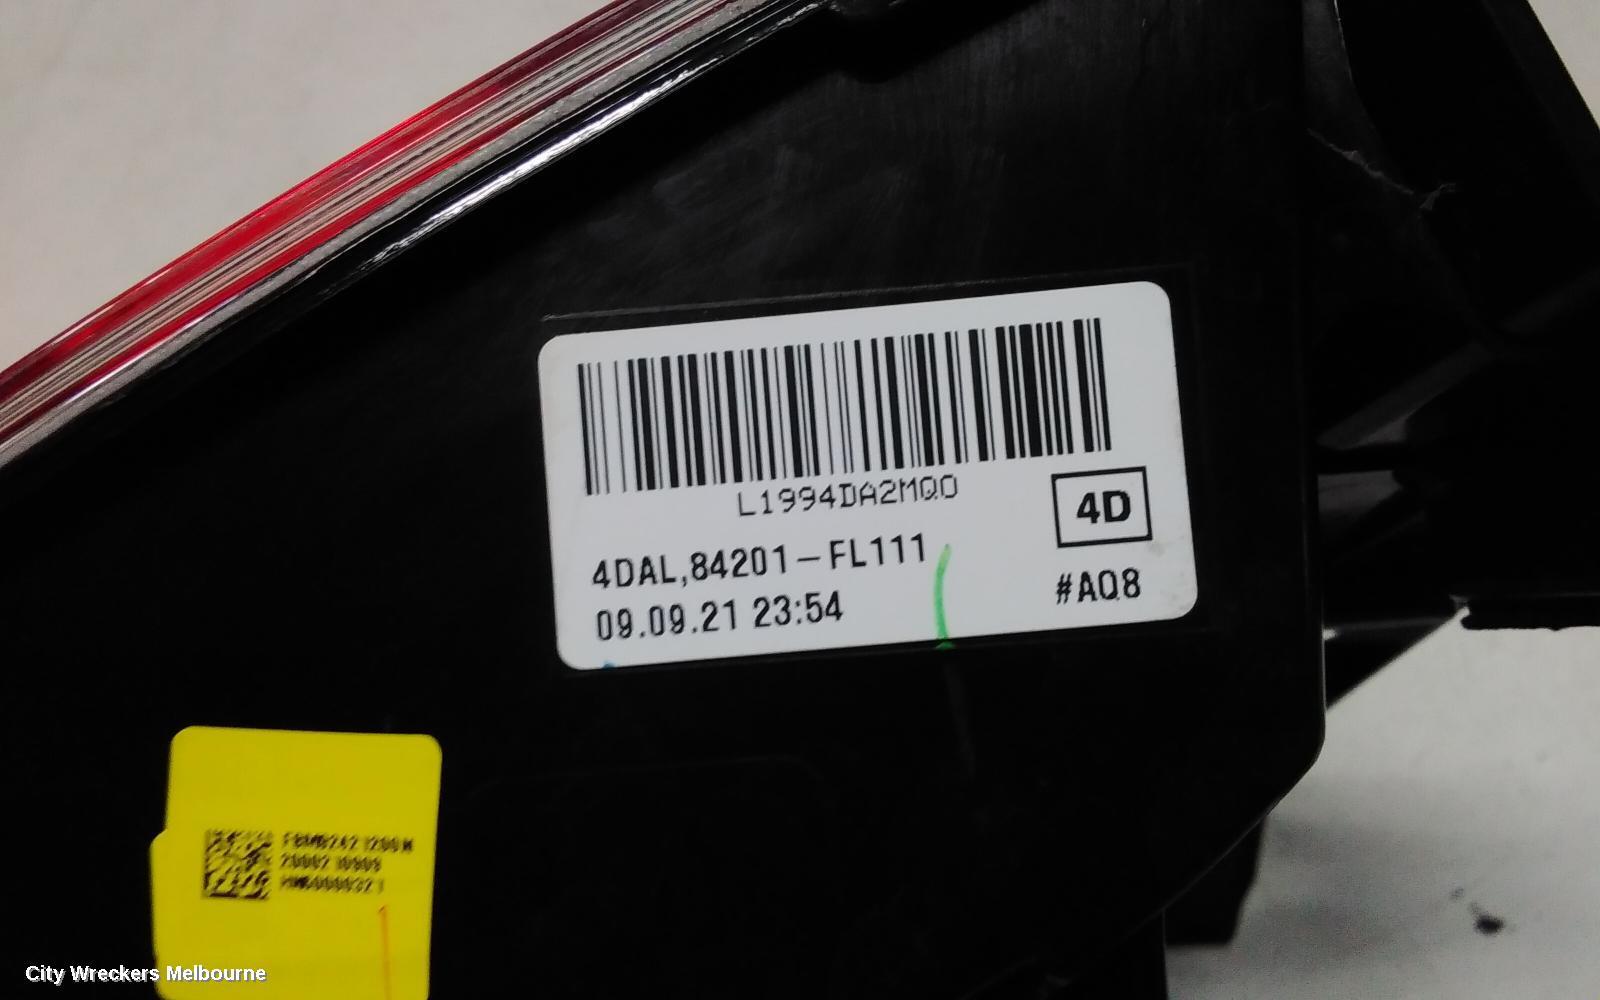 L1994DA2MQ0
4D
4DAL,84201-FL111
09.09.21 23:54
#AQ8
City Wreckers Melbourne